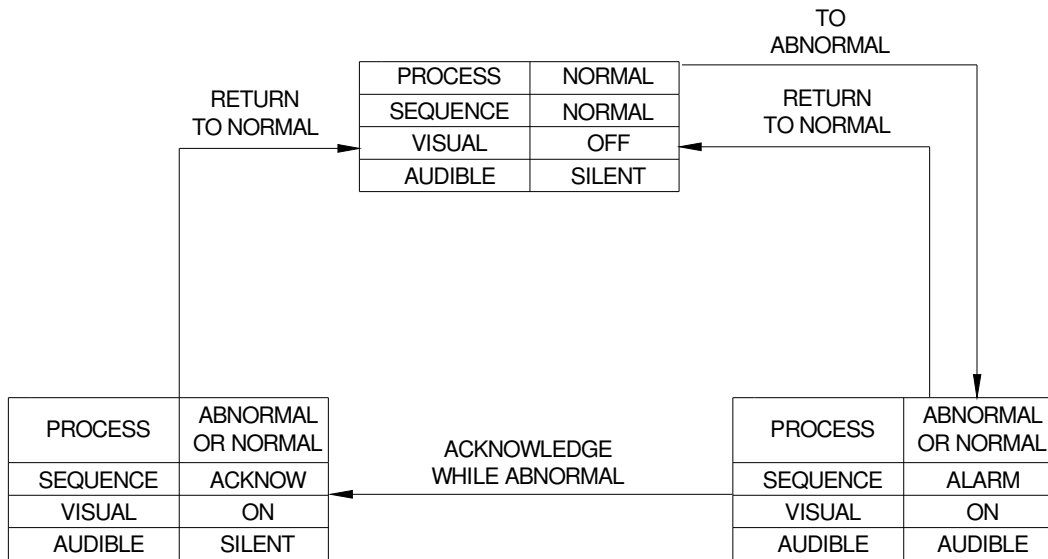 TO
ABNORMAL
PROCESS NORMAL
SEQUENCE NORMAL
VISUAL OFF
AUDIBLE SILENT
RETURN
TO NORMAL
RETURN
TO NORMAL
PROCESS ABNORMAL
OR NORMAL
SEQUENCE ACKNOW
VISUAL ON
AUDIBLE SILENT
ACKNOWLEDGE
WHILE ABNORMAL
PROCESS ABNORMAL
OR NORMAL
SEQUENCE ALARM
VISUAL ON
AUDIBLE AUDIBLE